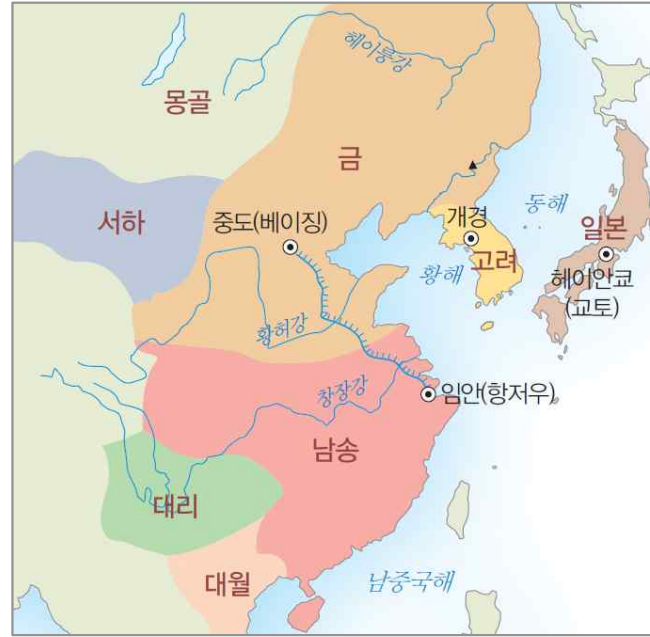 헤이룽강
몽골
금
서하
중도(베이징)
개경
동해
일본
고려
황해
헤이안쿄
(교토)
황허강
창장강
임안(항저우)
남송
대리
대월
남중국해